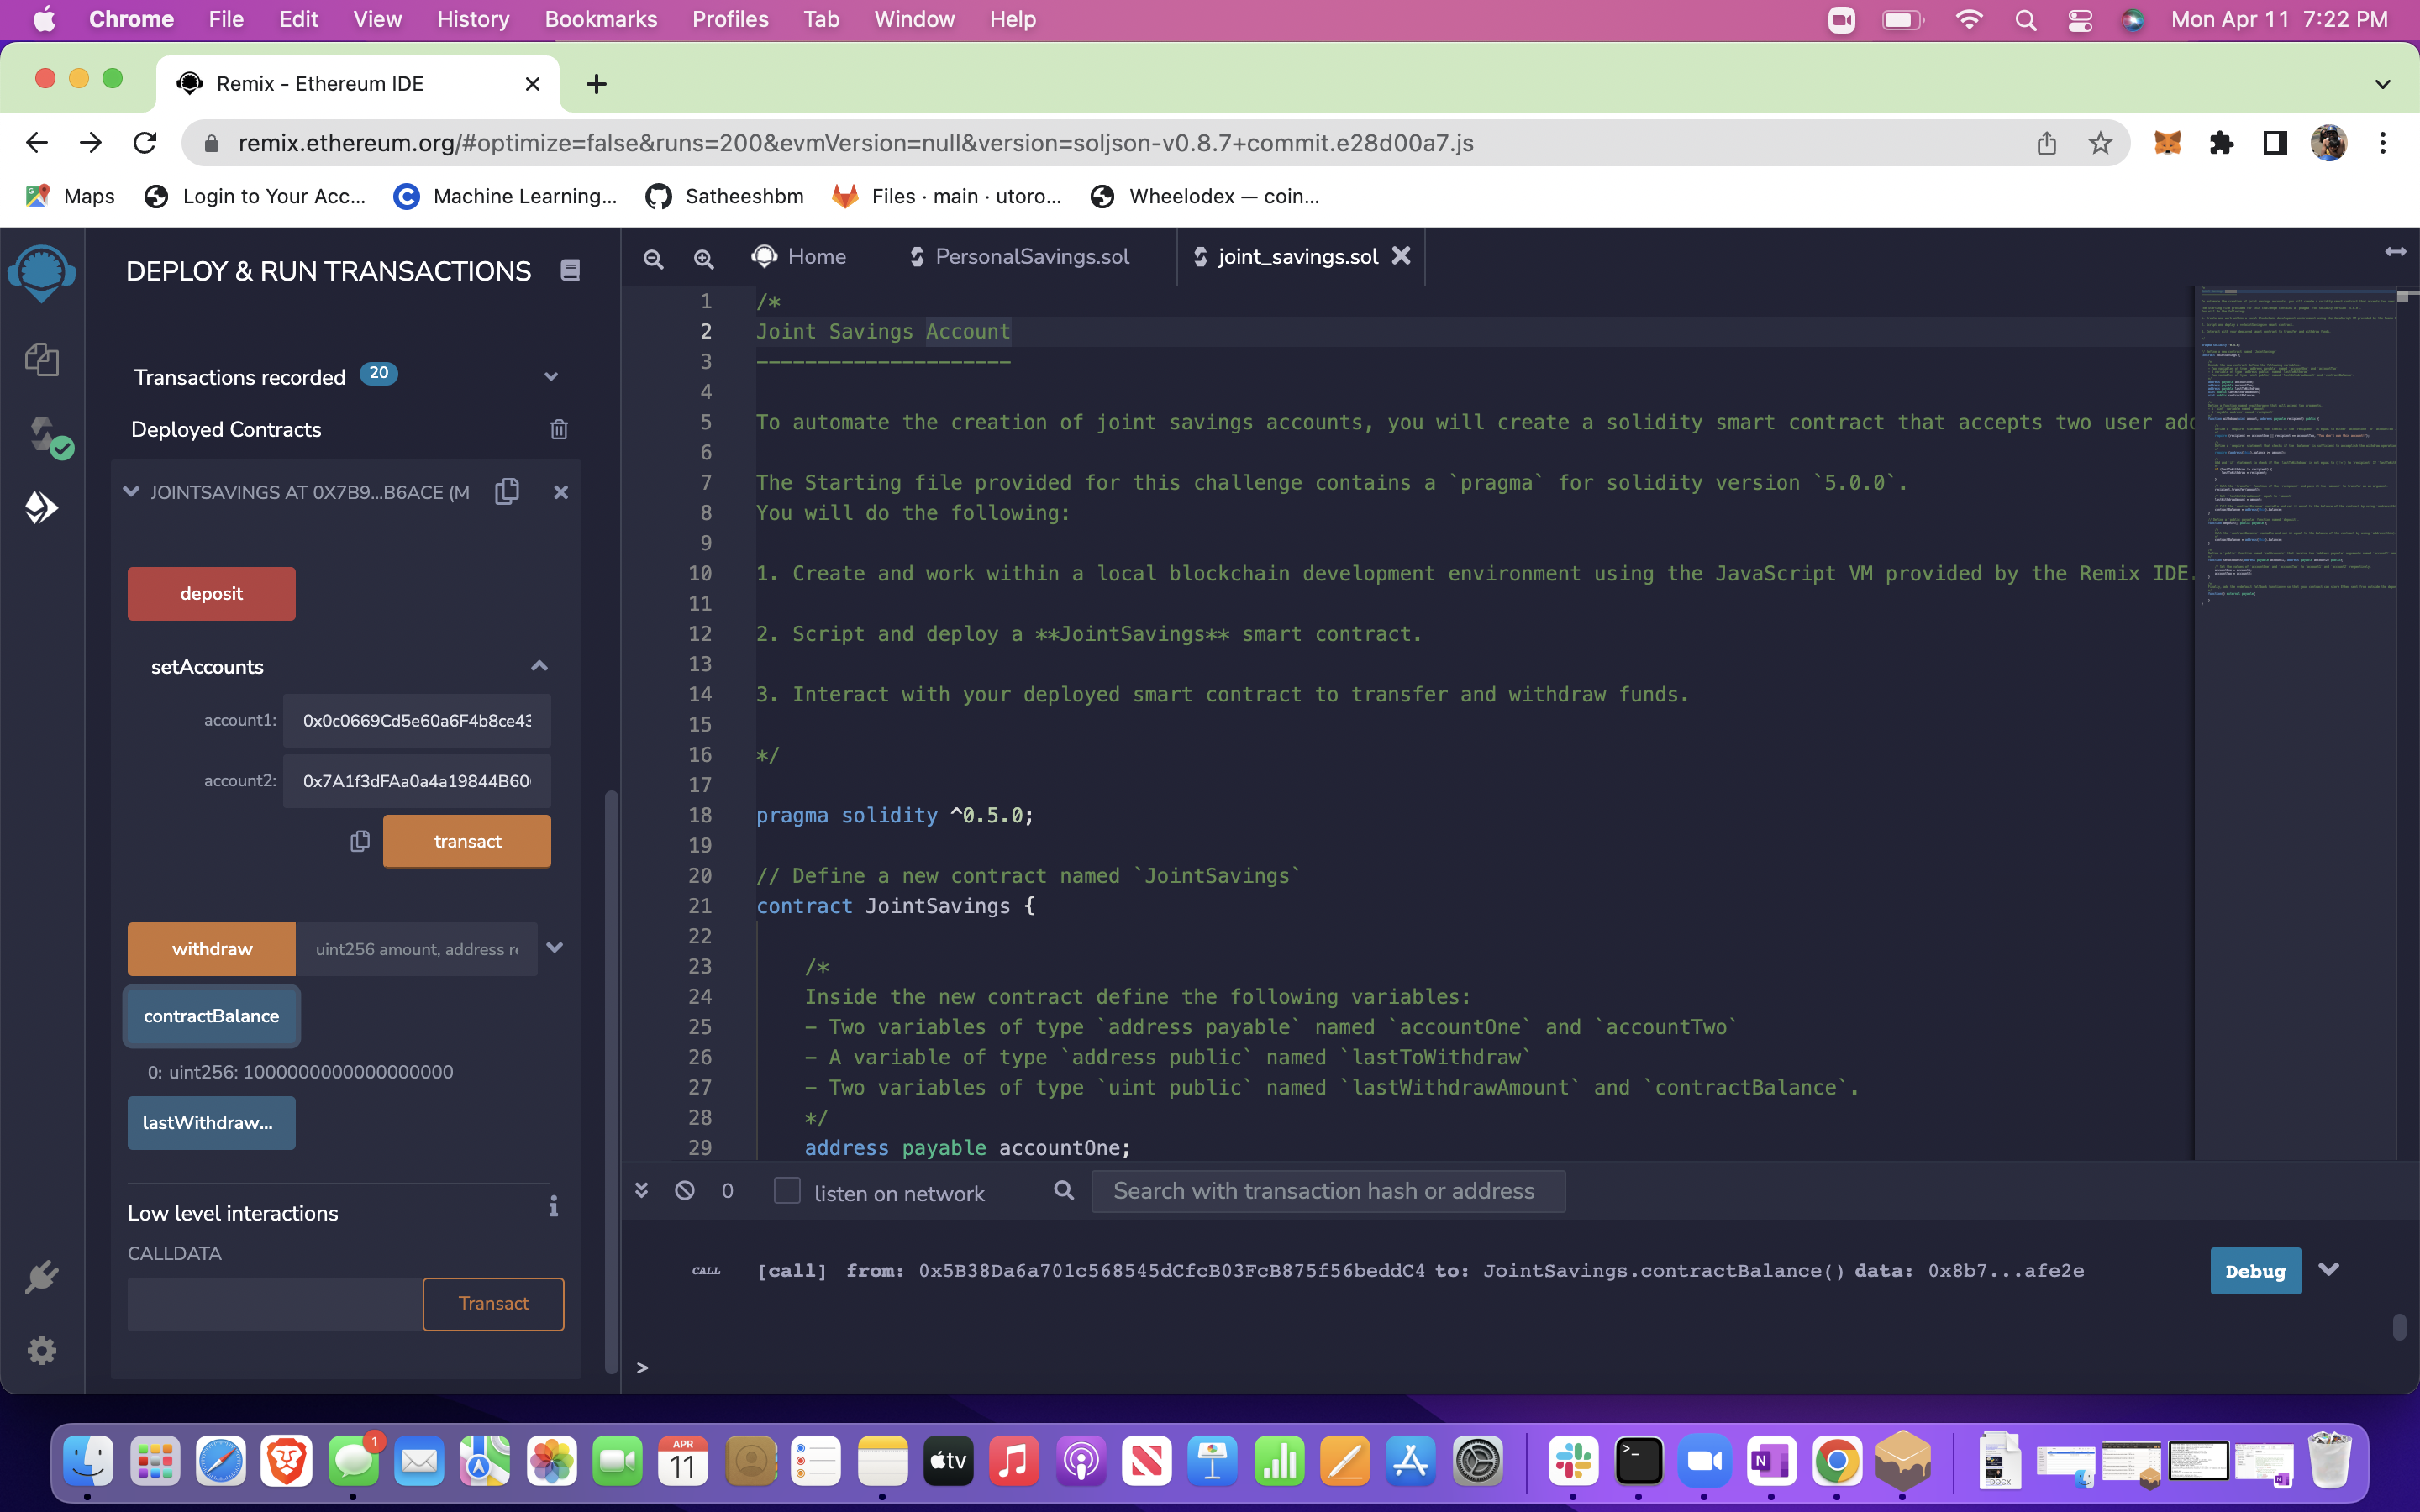 Chrome File Edit View History Bookmarks Profiles Tab Window Help Mon Apr 11 7:22 PM
Remix - Ethereum IDE
remix.ethereum.org/#optimize=false&runs=200&evmVersion=null&version=soljson-v0.8.7+commit.e28d00a7.js
Maps Login to Your Acc... Machine Learning... Satheeshbm Files · main · utoro... Wheelodex — coin...
DEPLOY & RUN TRANSACTIONS
Transactions recorded 20
Deployed Contracts
JOINTSAVINGS AT 0X7B9...B6ACE (M
deposit
setAccounts
account1: 0x0c0669Cd5e60a6F4b8ce43
account2: 0x7A1f3dFAa0a4a19844B60
transact
withdraw uint256 amount, address r
contractBalance
0: uint256: 1000000000000000000
lastWithdraw...
Low level interactions
CALLDATA
Transact
Home PersonalSavings.sol joint_savings.sol
1 /*
2 Joint Savings Account
3 ---------------------
4
5 To automate the creation of joint savings accounts, you will create a solidity smart contract that accepts two user add
6
7 The Starting file provided for this challenge contains a `pragma` for solidity version `5.0.0`.
8 You will do the following:
9
10 1. Create and work within a local blockchain development environment using the JavaScript VM provided by the Remix IDE.
11
12 2. Script and deploy a **JointSavings** smart contract.
13
14 3. Interact with your deployed smart contract to transfer and withdraw funds.
15
16 */
17
18 pragma solidity ^0.5.0;
19
20 // Define a new contract named `JointSavings`
21 contract JointSavings {
22
23 /*
24 Inside the new contract define the following variables:
25 - Two variables of type `address payable` named `accountOne` and `accountTwo`
26 - A variable of type `address public` named `lastToWithdraw`
27 - Two variables of type `uint public` named `lastWithdrawAmount` and `contractBalance`.
28 */
29 address payable accountOne;
0 listen on network Search with transaction hash or address
CALL [call] from: 0x5B38Da6a701c568545dCfcB03FcB875f56beddC4 to: JointSavings.contractBalance() data: 0x8b7...afe2e Debug
>
1
APR
11
tv
N
DOCX